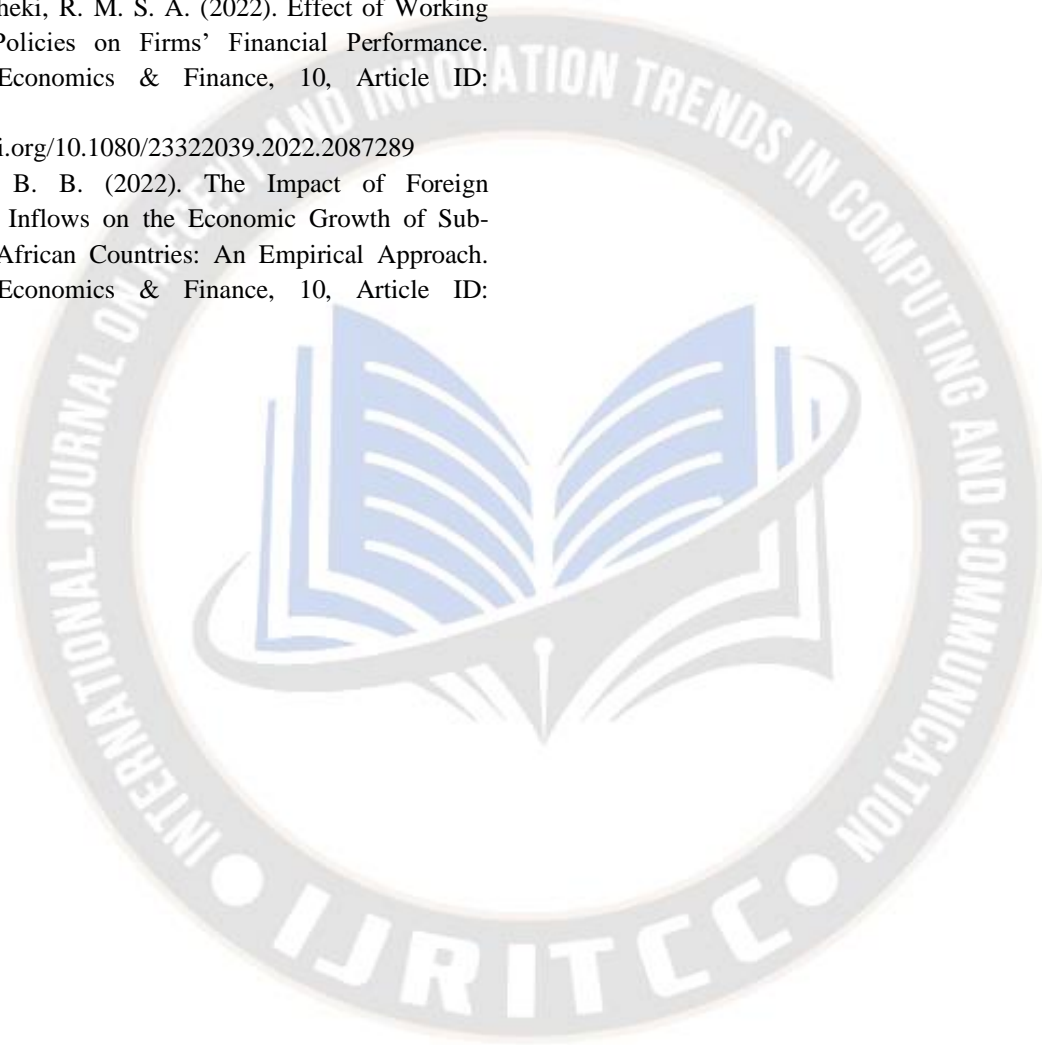 heki, R. M. S. A. (2022). Effect of Working
Policies on Firms' Financial Performance.
Economics & Finance, 10, Article ID:
i.org/10.1080/23322039.2022.2087289
B. B. (2022). The Impact of Foreign
Inflows on the Economic Growth of Sub-
African Countries: An Empirical Approach.
Economics & Finance, 10, Article ID:
INTERNATIONAL JOURNAL ON RECENT AND INNOVATION TRENDS IN COMPUTING AND COMMUNICATION
IJRITCC